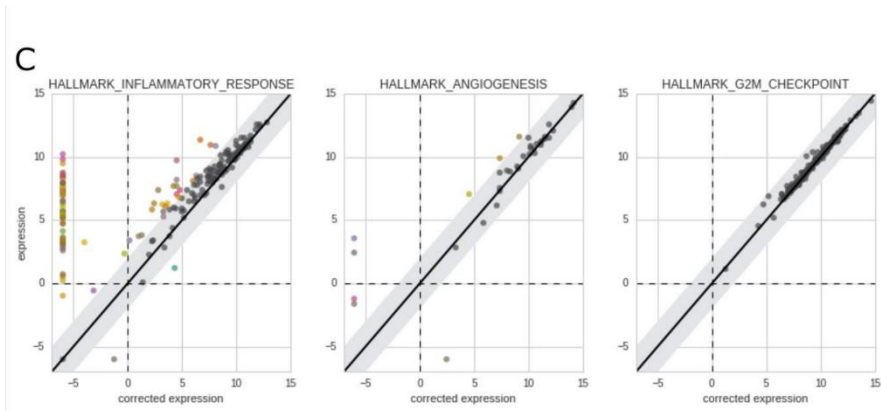 C
HALLMARK_INFLAMMATORY_RESPONSE
HALLMARK_ANGIOGENESIS
HALLMARK_G2M_CHECKPOINT
15
10
5
0
−5
expression
−5 0 5 10 15
corrected expression
15
10
5
0
−5
−5 0 5 10 15
corrected expression
15
10
5
0
−5
−5 0 5 10 15
corrected expression